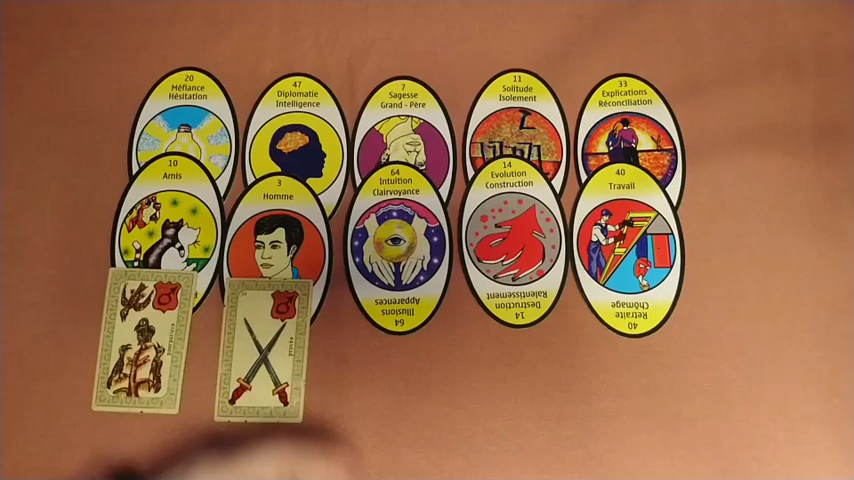 20
Méfiance
Hésitation
47
Diplomatie
Intelligence
7
Sagesse
Grand - Père
11
Solitude
Isolement
33
Explications
Réconciliation
10
Amis
3
Homme
64
Intuition
Clairvoyance
Illusions
Apparences
64
14
Evolution
Construction
Destruction
Ralentissement
14
40
Travail
Retraite
Chômage
40
procès